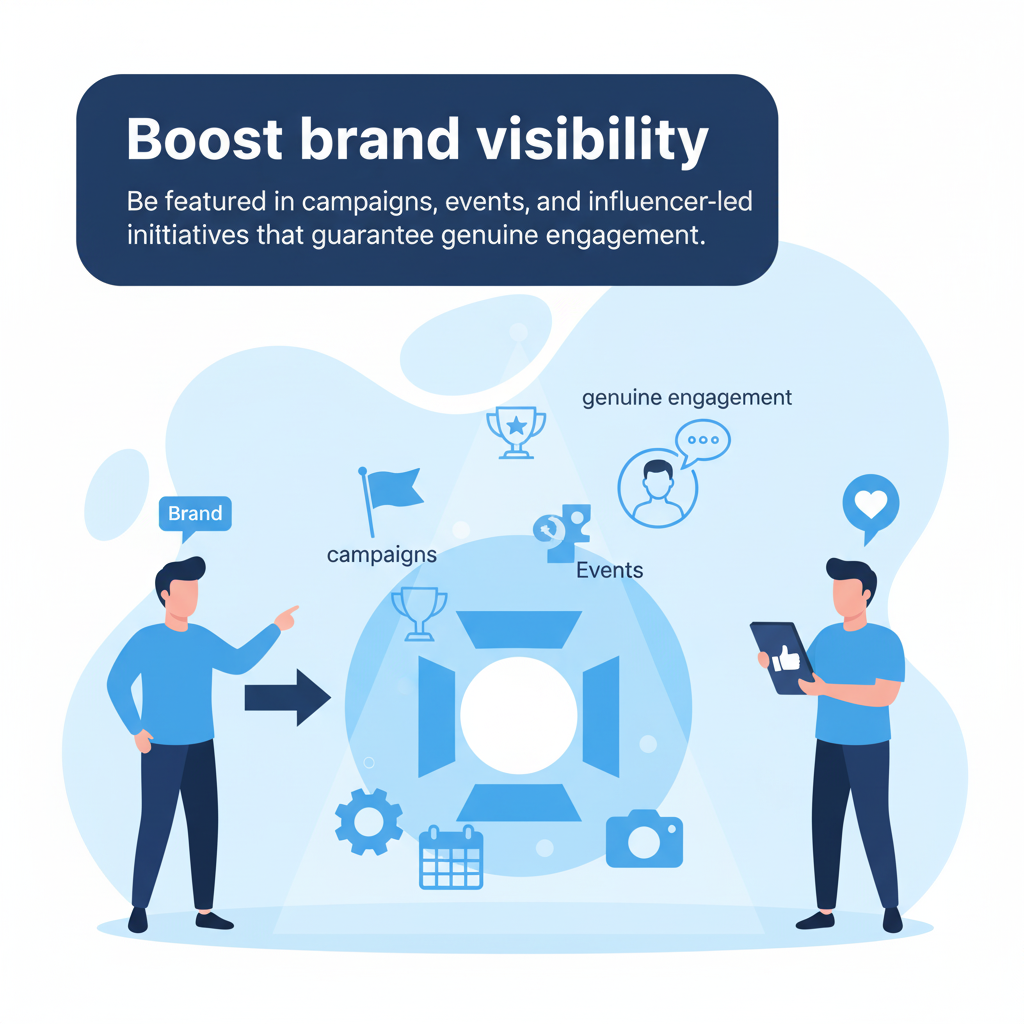 Boost brand visibility
Be featured in campaigns, events, and influencer-led
inittiatives that guarantee genuine engagement.
genuine engagement
Brand
campaigns
Events